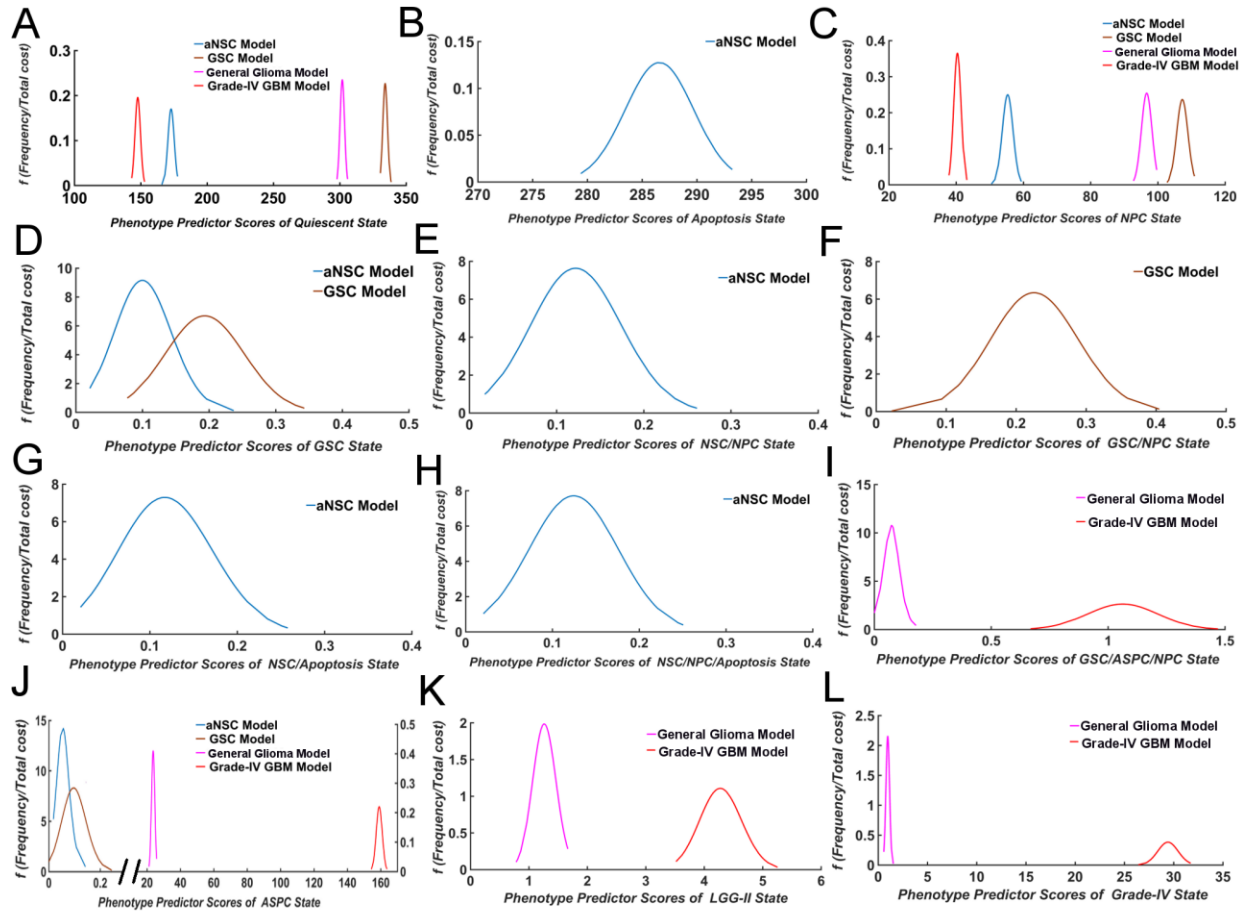 A
f (Frequency/Total cost)
0.3
0.2
0.1
0
100
150
200
250
300
350
aNSC Model
GSC Model
General Glioma Model
Grade-IV GBM Model
Phenotype Predictor Scores of Quiescent State
B
f (Frequency/Total cost)
0.15
0.1
0.05
0
270
280
285
290
295
300
aNSC Model
Phenotype Predictor Scores of Apoptosis State
C
f (Frequency/Total cost)
0.4
0.3
0.2
0.1
0
20
40
60
80
100
120
aNSC Model
GSC Model
General Glioma Model
Grade-IV GBM Model
Phenotype Predictor Scores of NPC State
D
f (Frequency/Total cost)
10
8
6
4
2
0
0
0.1
0.2
0.3
0.4
0.5
aNSC Model
GSC Model
Phenotype Predictor Scores of GSC State
E
f (Frequency/Total cost)
8
6
4
2
0
0
0.1
0.2
0.3
0.4
aNSC Model
Phenotype Predictor Scores of NSC/NPC State
F
f (Frequency/Total cost)
8
6
4
2
0
0.1
0.2
0.3
0.4
0.5
GSC Model
Phenotype Predictor Scores of GSC/NPC State
G
f (Frequency/Total cost)
8
6
4
2
0
0
0.1
0.2
0.3
0.4
aNSC Model
Phenotype Predictor Scores of NSC/Apoptosis State
H
f (Frequency/Total cost)
8
6
4
2
0
0
0.1
0.2
0.3
0.4
aNSC Model
Phenotype Predictor Scores of NSC/NPC/Apoptosis State
I
f (Frequency/Total cost)
15
10
5
0
0
0.5
1
1.5
General Glioma Model
Grade-IV GBM Model
Phenotype Predictor Scores of GSC/ASPC/NPC State
J
f (Frequency/Total cost)
15
10
5
0
0
0.2
20
40
60
80
100
120
140
160
0.5
0.4
0.3
0.2
0.1
0
aNSC Model
GSC Model
General Glioma Model
Grade-IV GBM Model
Phenotype Predictor Scores of ASPC State
K
f (Frequency/Total cost)
2
1.5
1
0.5
0
0
1
2
3
4
5
6
General Glioma Model
Grade-IV GBM Model
Phenotype Predictor Scores of LGG-II State
L
f (Frequency/Total cost)
2.5
2
1.5
1
0.5
0
0
5
10
15
20
25
30
35
General Glioma Model
Grade-IV GBM Model
Phenotype Predictor Scores of Grade-IV State